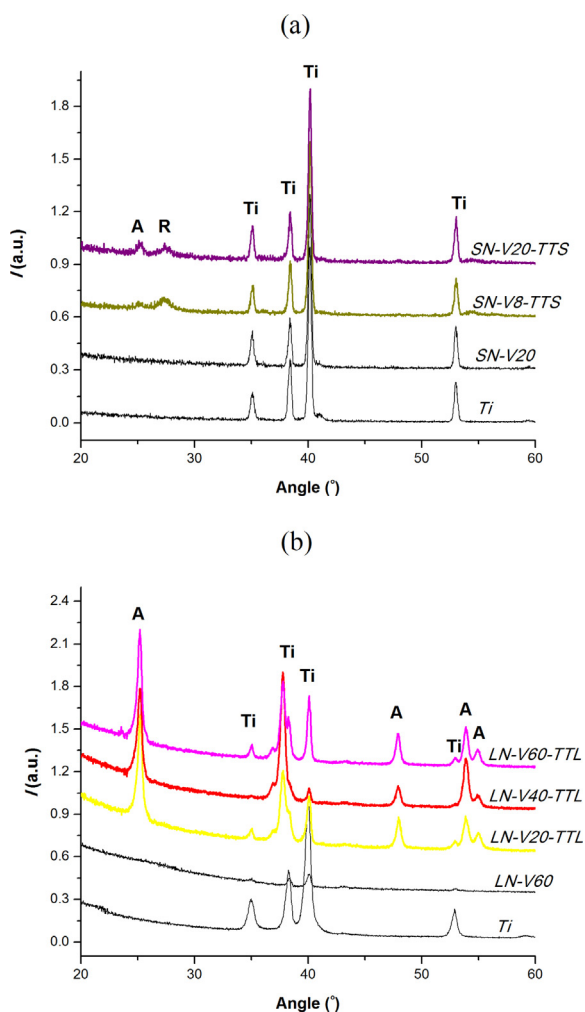 (a)
Ti
1.8
1.5
Ti
Ti
A R Ti
1.2
SN-V20-TTS
0.9
SN-V8-TTS
0.6
SN-V20
0.3
Ti
0.0
20 30 40 50 60
Angle (°)
I (a.u.)
(b)
2.4
A
2.1
Ti
Ti
1.8
A
Ti A Ti A
1.5
LN-V60-TTL
1.2
LN-V40-TTL
0.9
LN-V20-TTL
0.6
LN-V60
0.3
Ti
0.0
20 30 40 50 60
Angle (°)
I (a.u.)